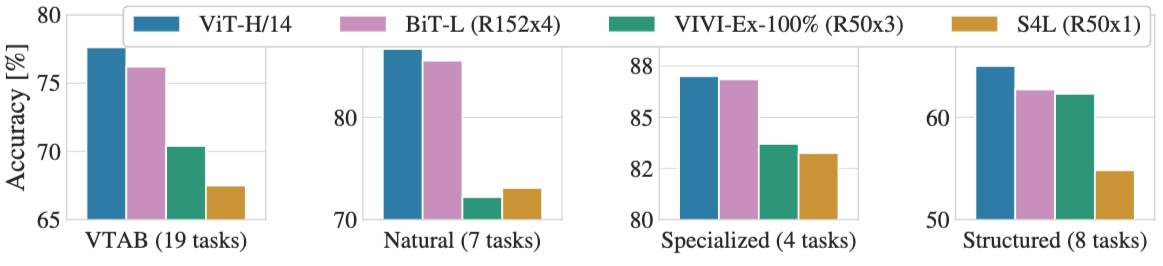 ViT-H/14 BiT-L (R152x4) VIVI-Ex-100% (R50x3) S4L (R50x1)
Accuracy [%]
80
75
70
65
VTAB (19 tasks)
80
70
Natural (7 tasks)
88
85
82
80
Specialized (4 tasks)
60
50
Structured (8 tasks)